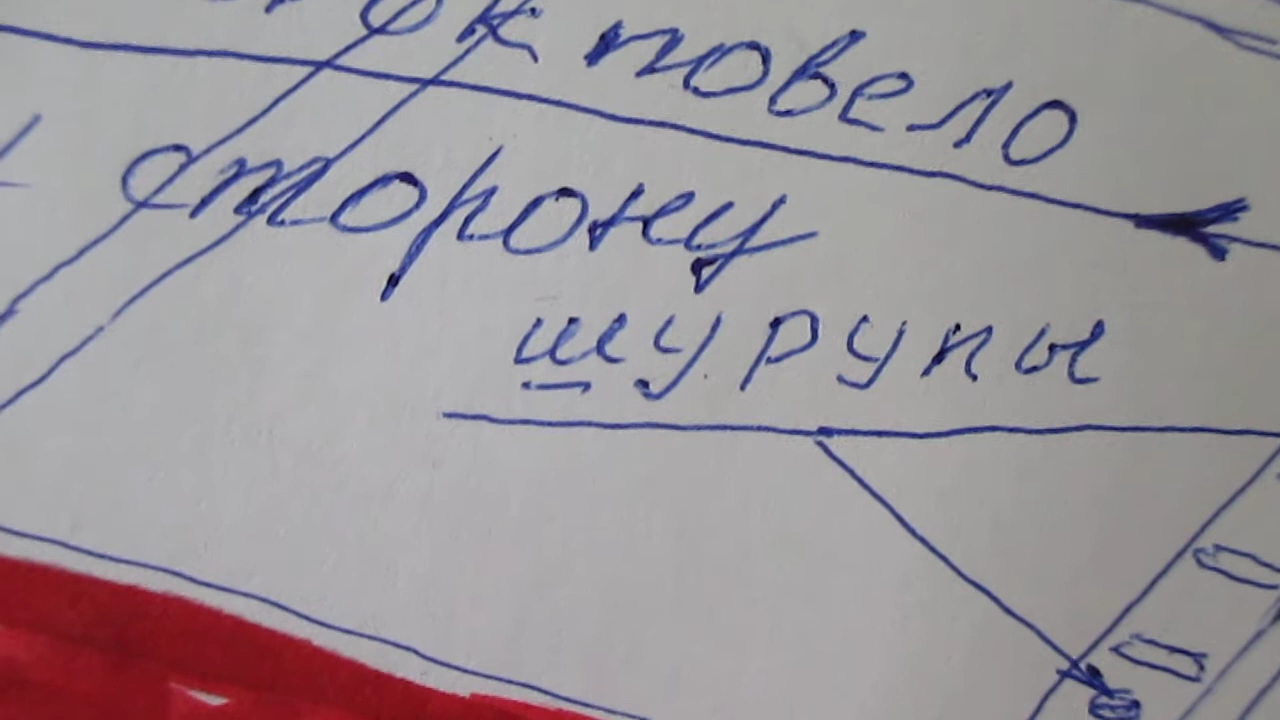 повело
сторону
шурупы